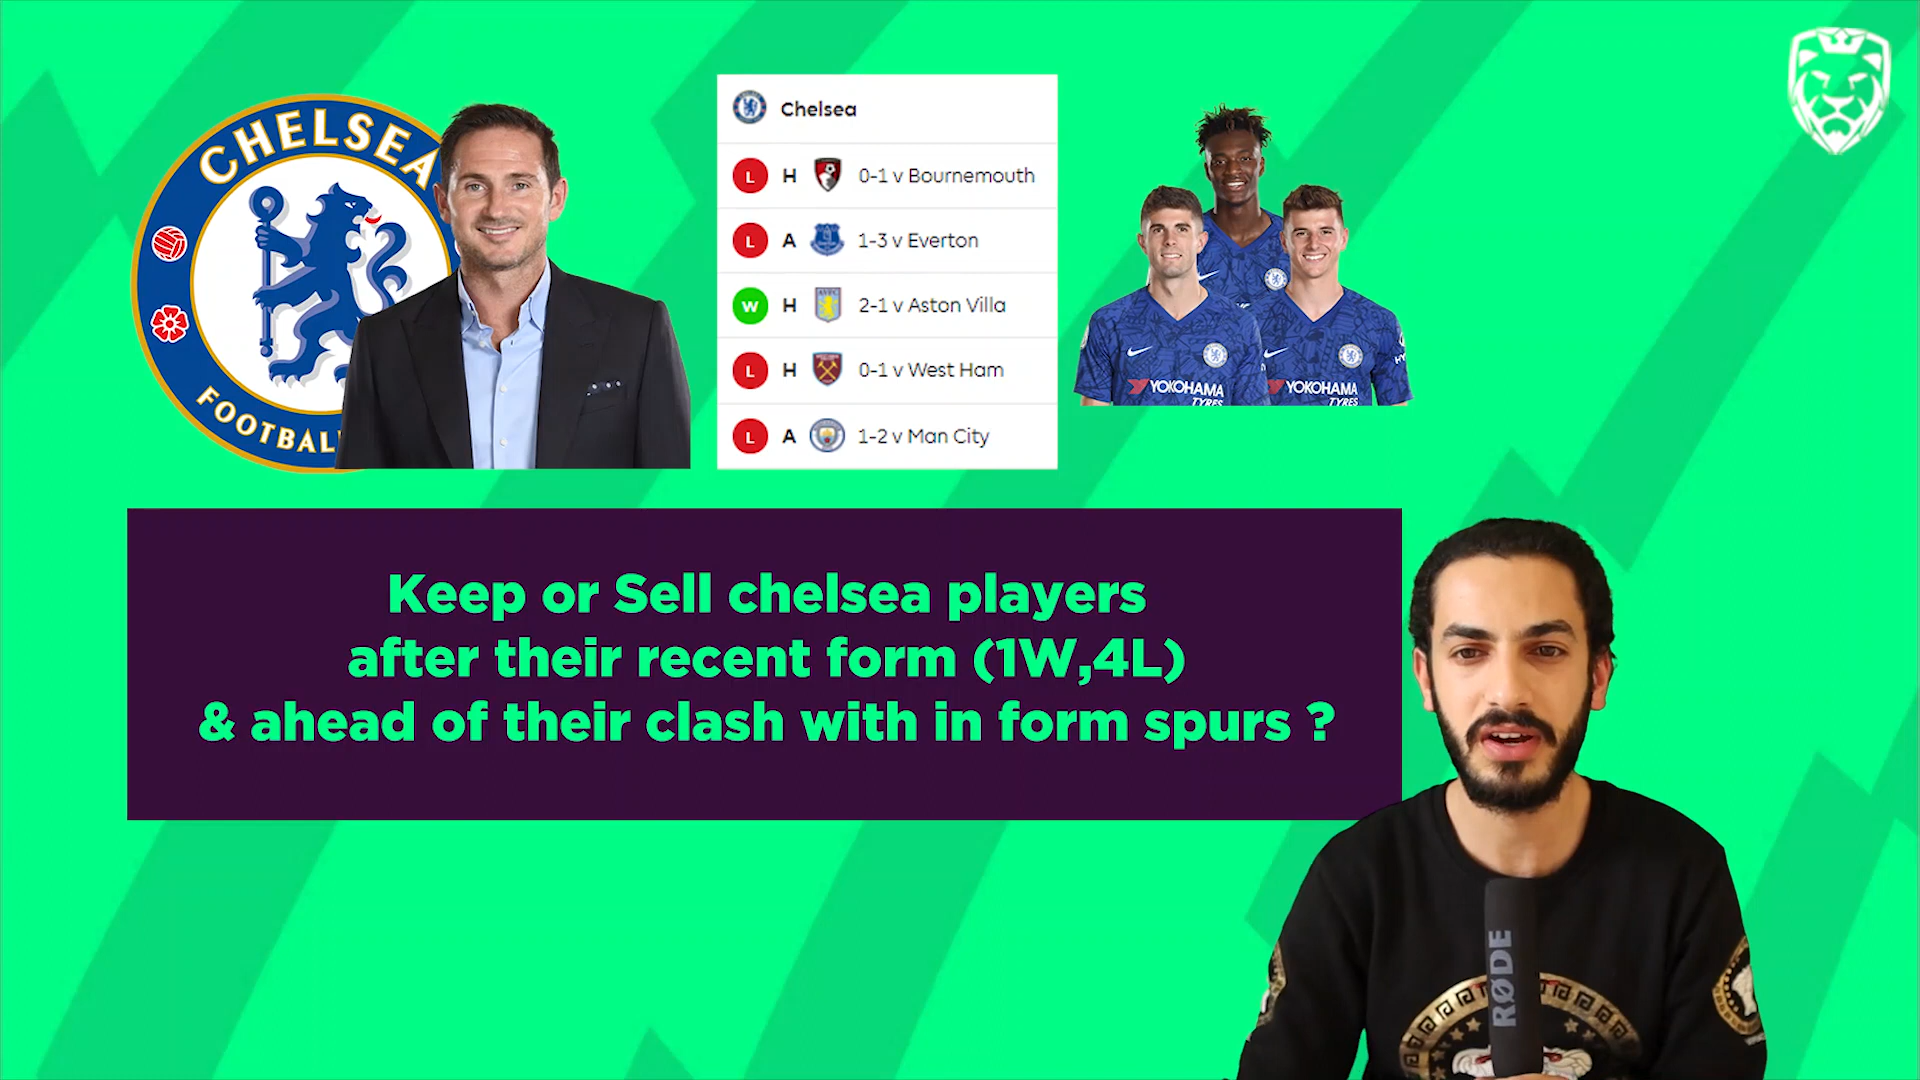 CHELSEA
FOOTBAL
Chelsea
L H 0-1 v Bournemouth
L A 1-3 v Everton
W H 2-1 v Aston Villa
L H 0-1 v West Ham
L A 1-2 v Man City
YOKOHAMA
TYRES
YOKOHAMA
TYRES
Keep or Sell chelsea players
after their recent form (1W,4L)
& ahead of their clash with in form spurs ?
RØDE